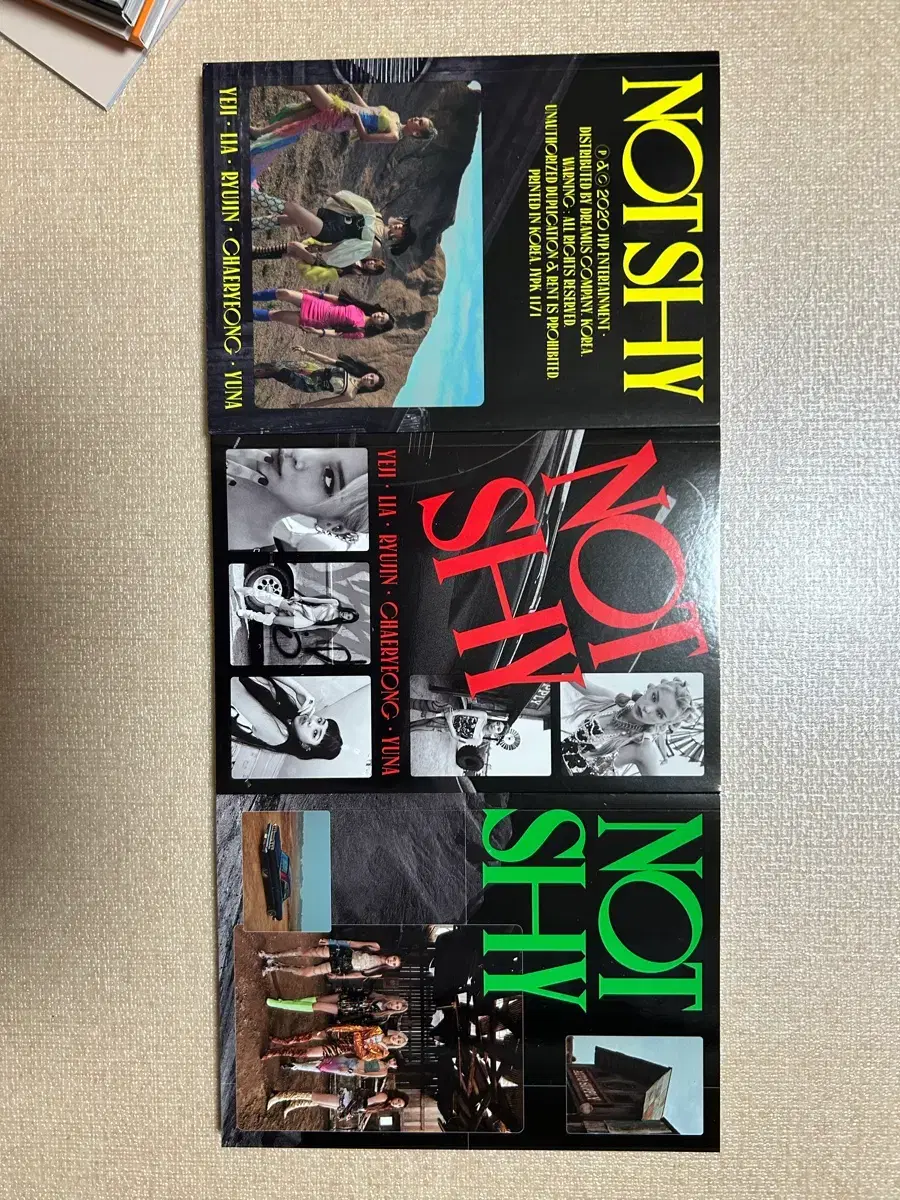 NOT SHY
Ⓟ & © 2020 JYP ENTERTAINMENT ·
DISTRIBUTED BY DREAMUS COMPANY, KOREA.
WARNING : ALL RIGHTS RESERVED.
UNAUTHORIZED DUPLICATION & RENT IS PROHIBITED.
PRINTED IN KOREA JYPK 1171
YEJI · LIA · RYUJIN · CHAERYEONG · YUNA
NOT
SHY
YEJI · LIA · RYUJIN · CHAERYEONG · YUNA
NOT
SHY